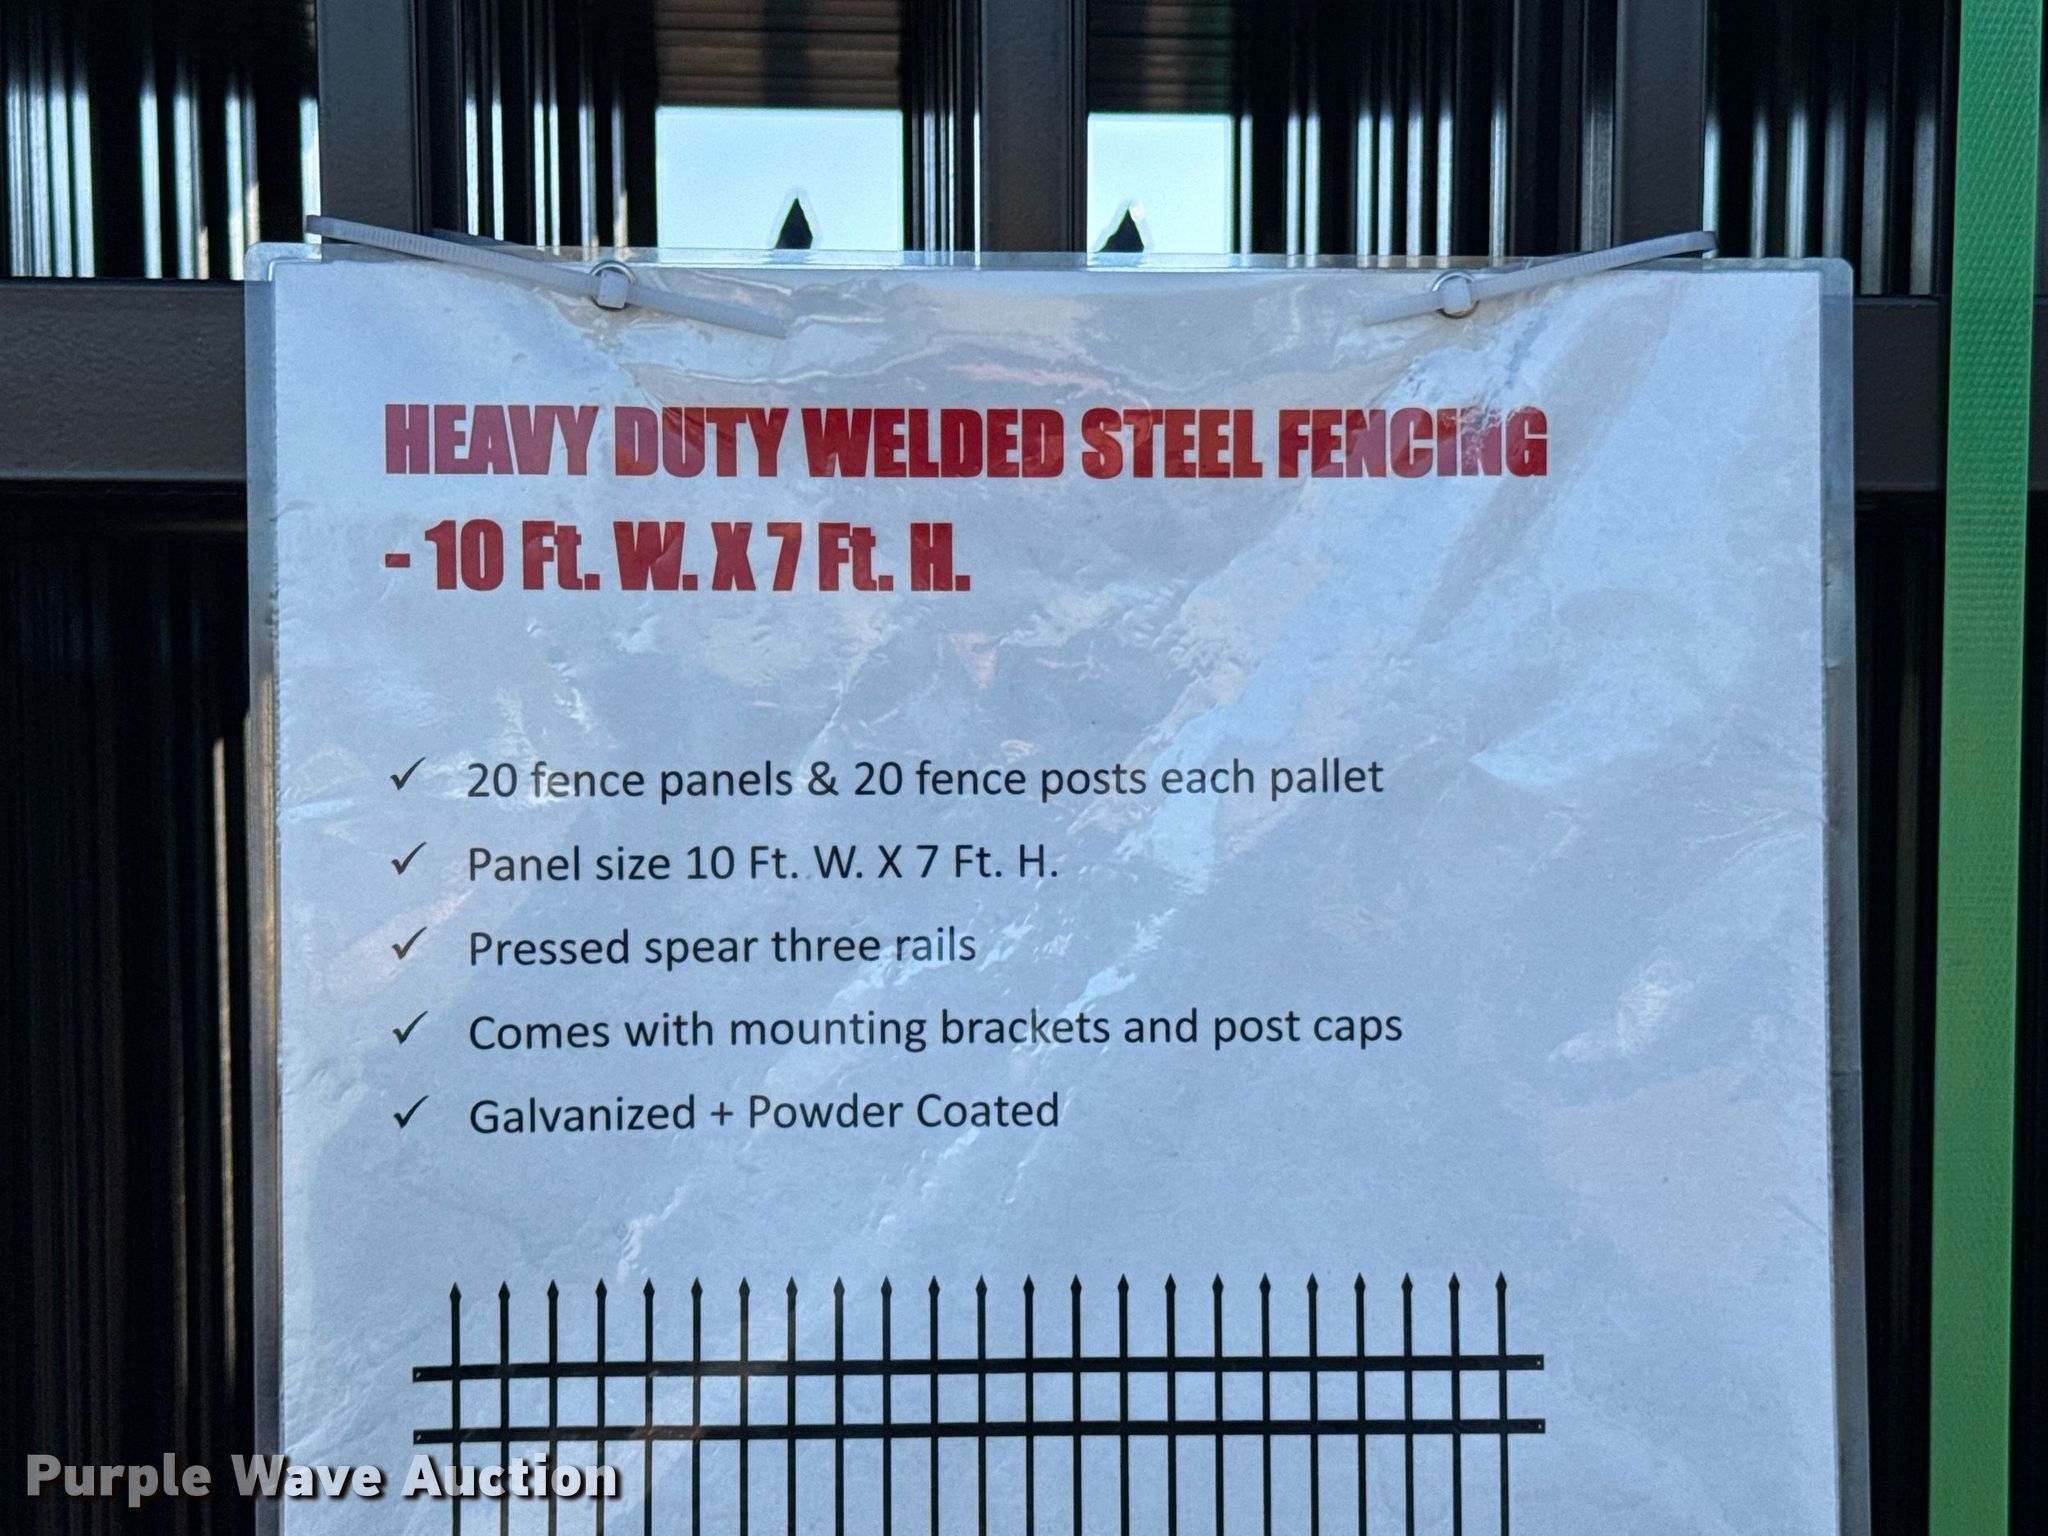 HEAVY DUTY WELDED STEEL FENCING
- 10 Ft. W. X 7 Ft. H.
✓ 20 fence panels & 20 fence posts each pallet
✓ Panel size 10 Ft. W. X 7 Ft. H.
✓ Pressed spear three rails
✓ Comes with mounting brackets and post caps
✓ Galvanized + Powder Coated
Purple Wave Auction